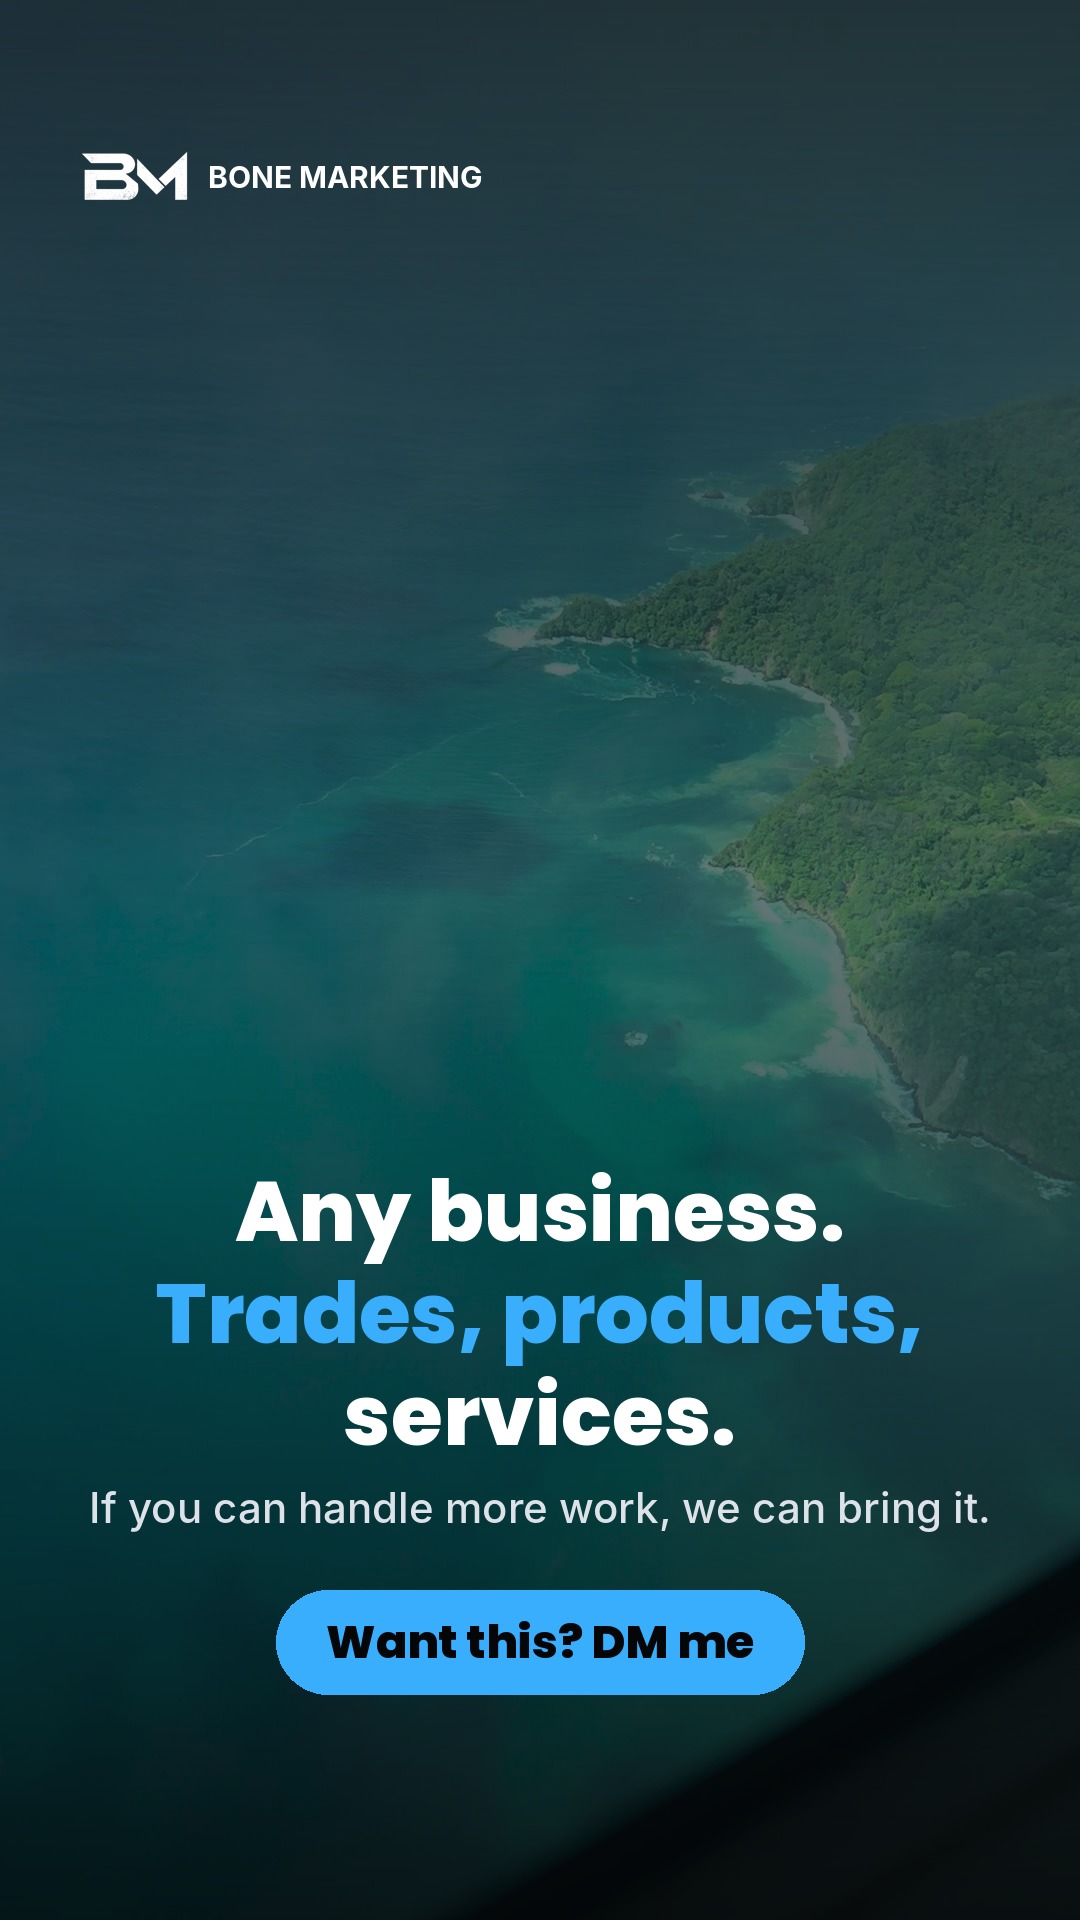 BM BONE MARKETING
Any business.
Trades, products,
services.
If you can handle more work, we can bring it.
Want this? DM me